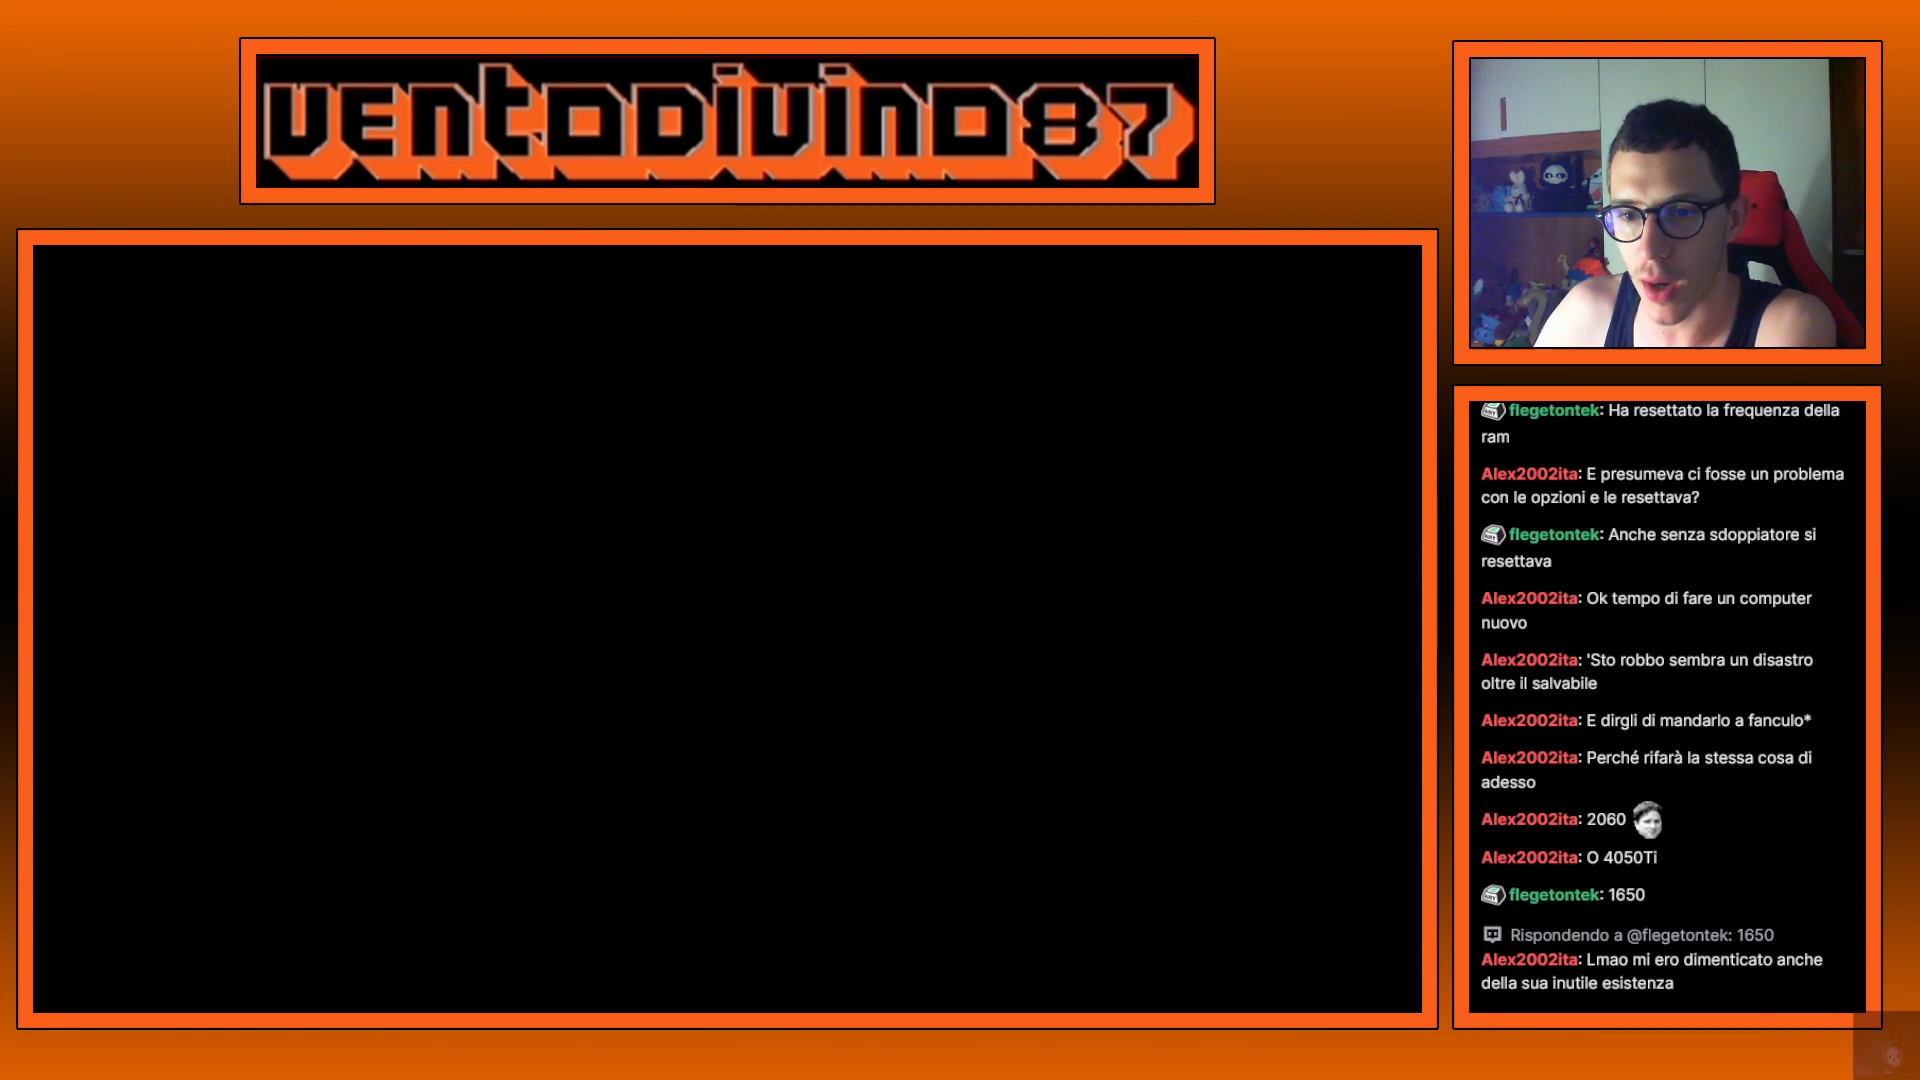 ventodivino87
flegetontek: Ha resettato la frequenza della
ram
Alex2002ita: E presumeva ci fosse un problema
con le opzioni e le resettava?
flegetontek: Anche senza sdoppiatore si
resettava
Alex2002ita: Ok tempo di fare un computer
nuovo
Alex2002ita: 'Sto robbo sembra un disastro
oltre il salvabile
Alex2002ita: E dirgli di mandarlo a fanculo*
Alex2002ita: Perché rifarà la stessa cosa di
adesso
Alex2002ita: 2060
Alex2002ita: O 4050Ti
flegetontek: 1650
Rispondendo a @flegetontek: 1650
Alex2002ita: Lmao mi ero dimenticato anche
della sua inutile esistenza